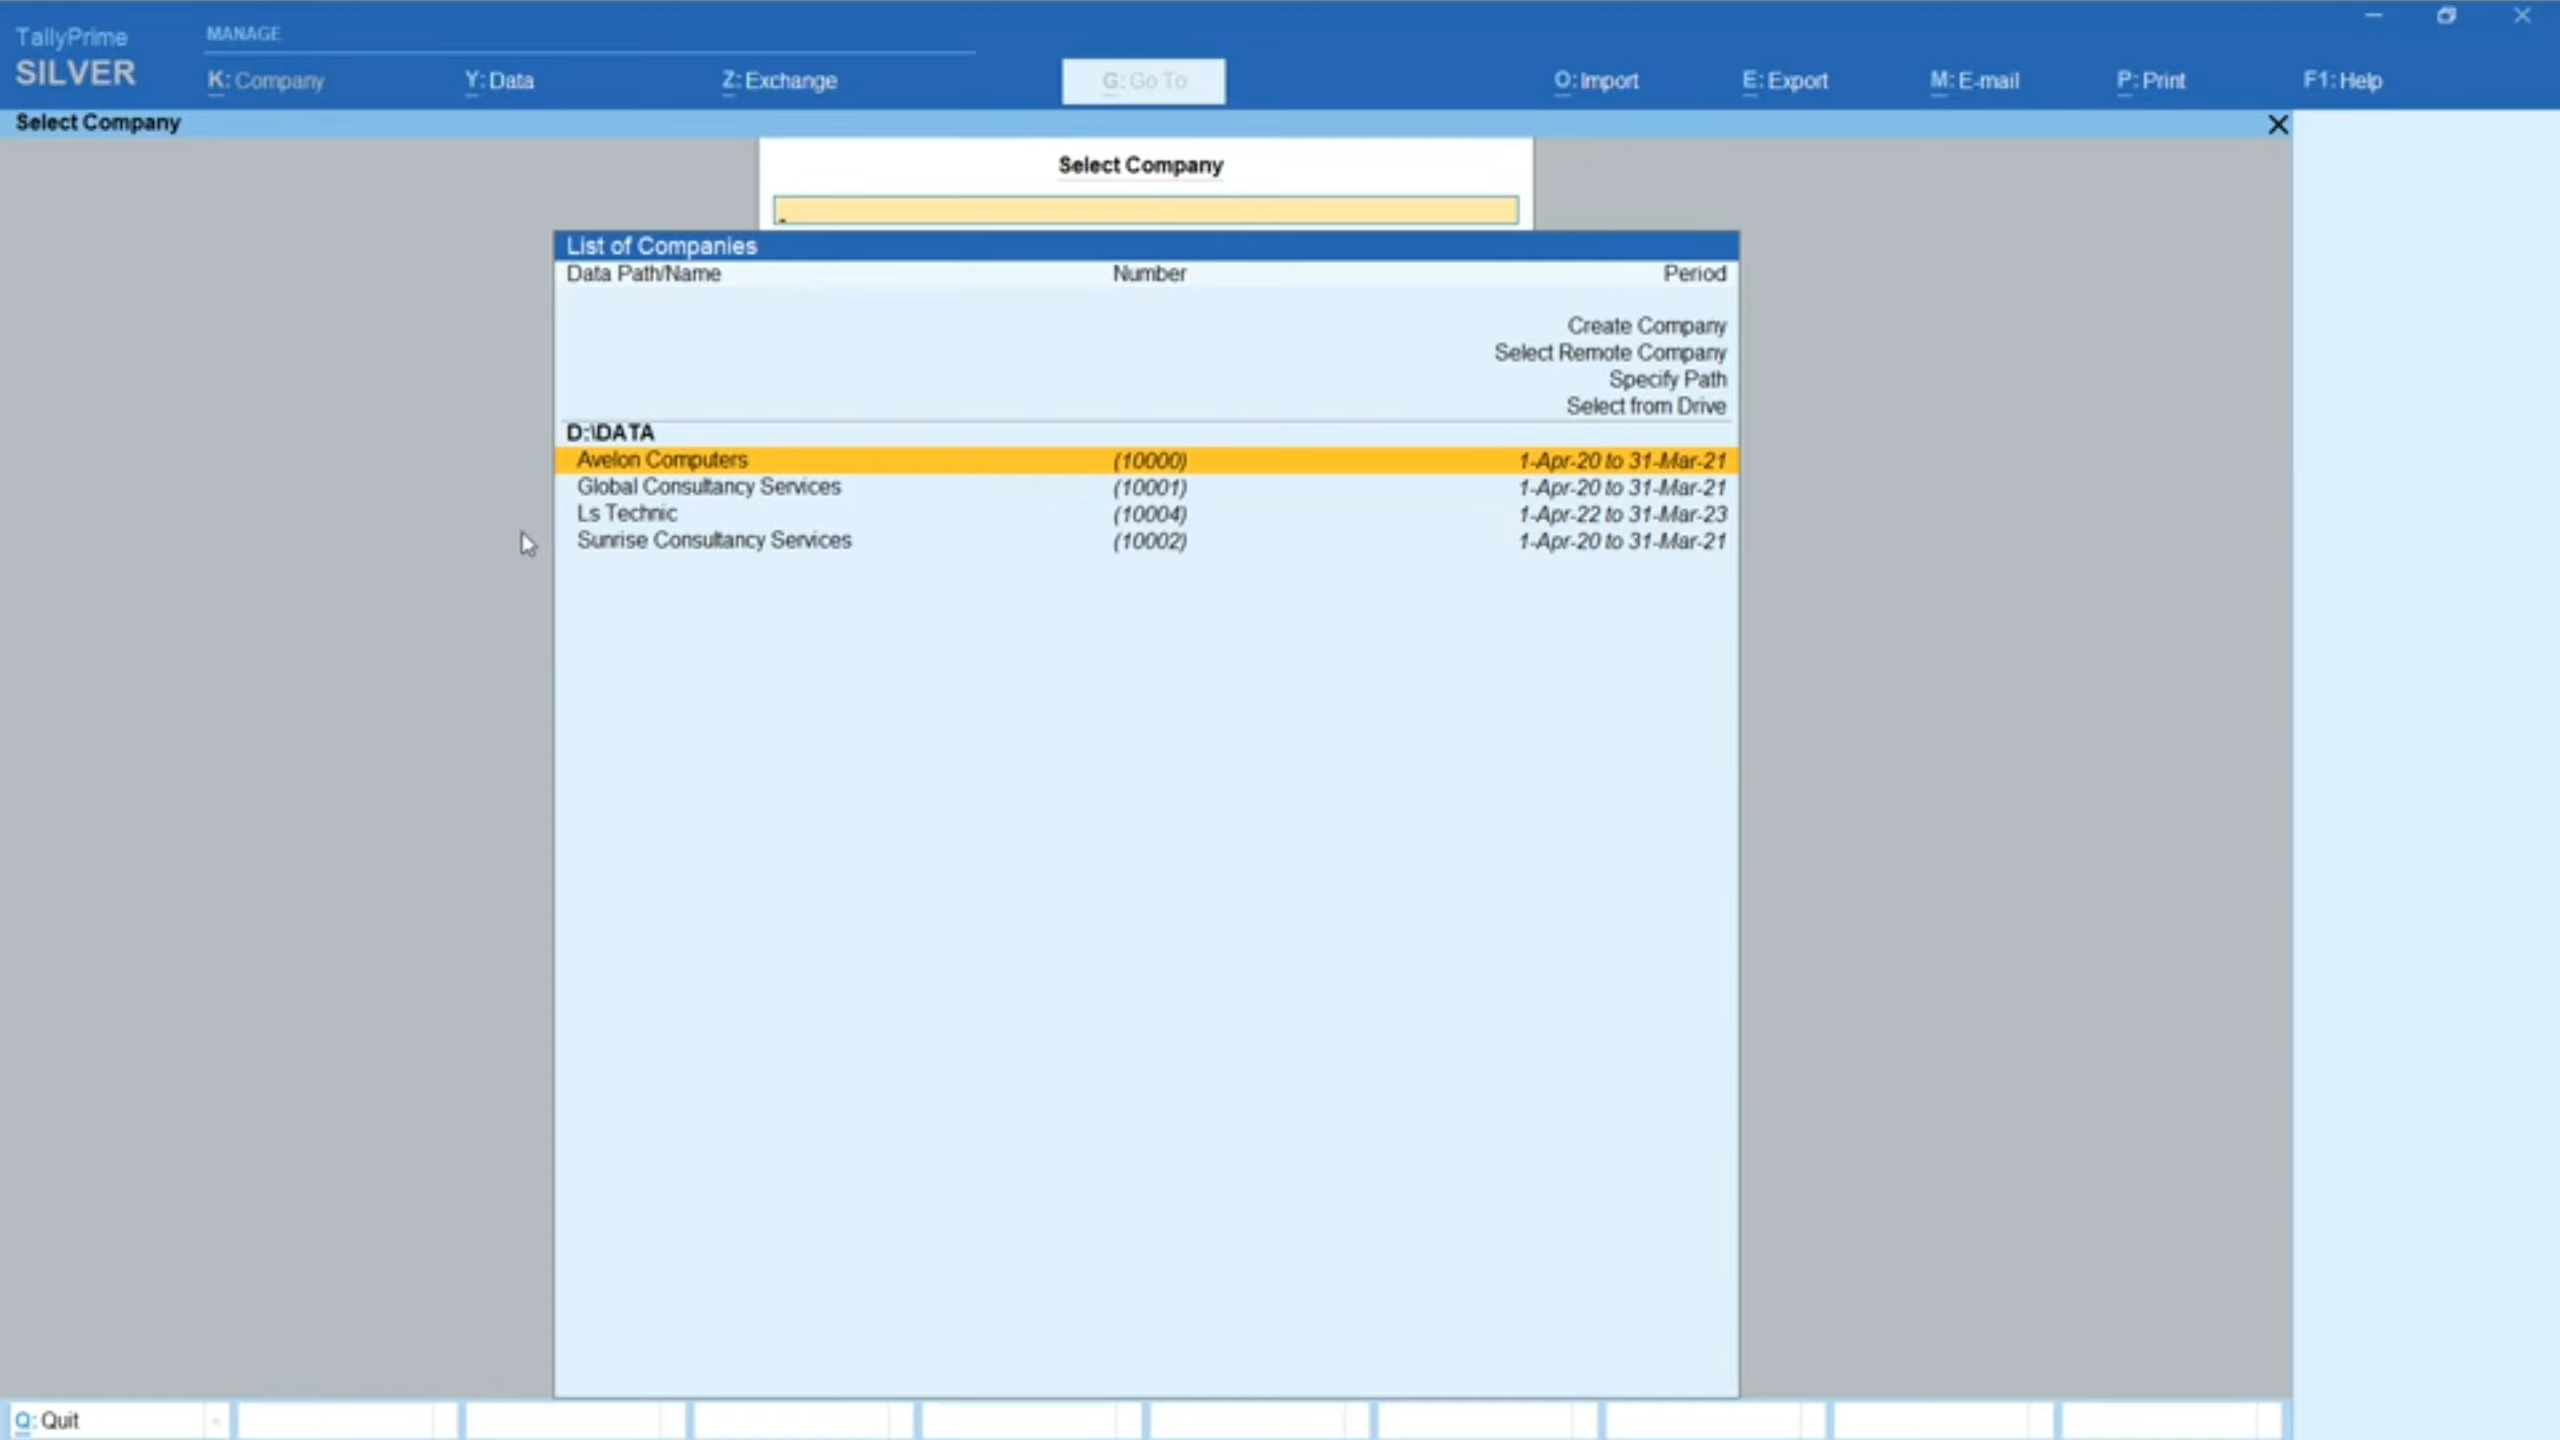 TallyPrime
SILVER
MANAGE
K: Company
Y: Data
Z: Exchange
G: Go To
O: Import
E: Export
M: E-mail
P: Print
F1: Help
Select Company
Select Company
List of Companies
Data Path/Name Number Period
Create Company
Select Remote Company
Specify Path
Select from Drive
D:\DATA
Avelon Computers (10000) 1-Apr-20 to 31-Mar-21
Global Consultancy Services (10001) 1-Apr-20 to 31-Mar-21
Ls Technic (10004) 1-Apr-22 to 31-Mar-23
Sunrise Consultancy Services (10002) 1-Apr-20 to 31-Mar-21
Q: Quit